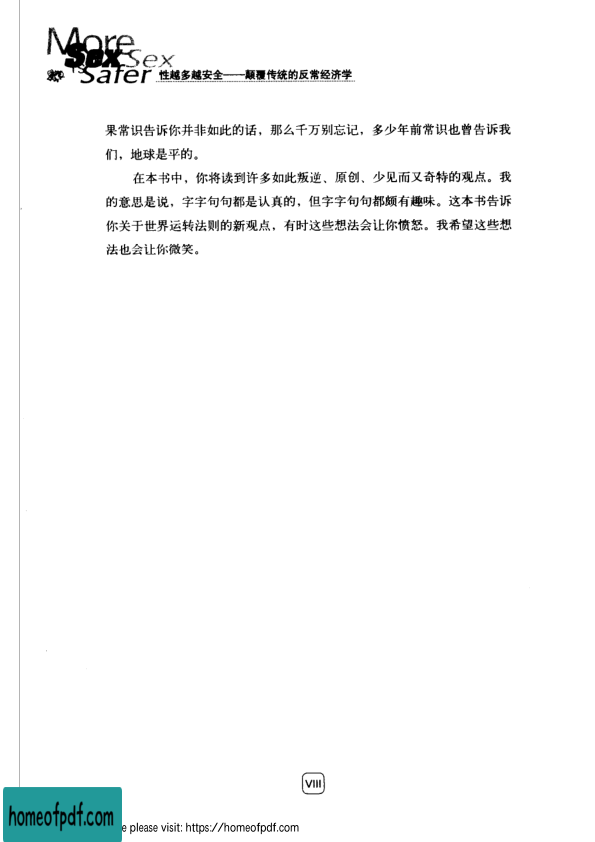 More
Sex Sex
is Safer 性越多越安全——颠覆传统的反常经济学
果常识告诉你并非如此的话，那么千万别忘记，多少年前常识也曾告诉我
们，地球是平的。
在本书中，你将读到许多如此叛逆、原创、少见而又奇特的观点。我
的意思是说，字字句句都是认真的，但字字句句都颇有趣味。这本书告诉
你关于世界运转法则的新观点，有时这些想法会让你愤怒。我希望这些想
法也会让你微笑。
VIII
homeofpdf.com
e please visit: https://homeofpdf.com